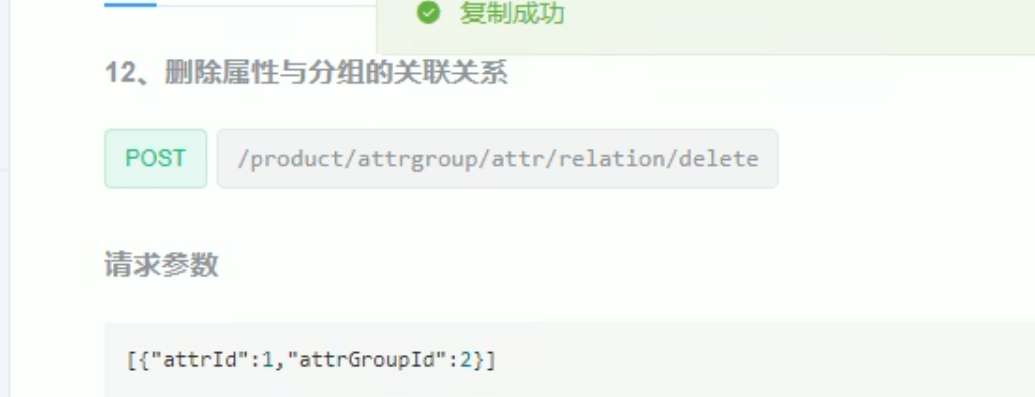 复制成功
12、删除属性与分组的关联关系
POST /product/attrgroup/attr/relation/delete
请求参数
[{"attrId":1,"attrGroupId":2}]